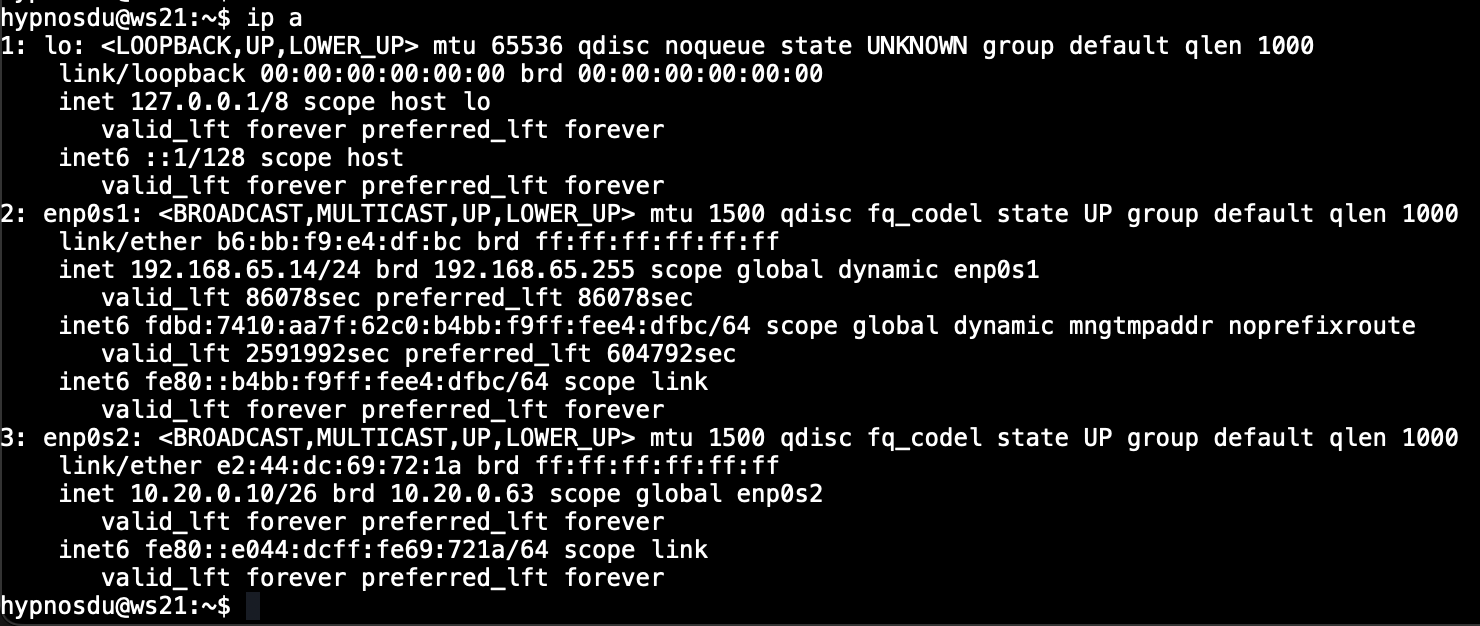 hypnosdu@ws21:~$ ip a
1: lo: <LOOPBACK,UP,LOWER_UP> mtu 65536 qdisc noqueue state UNKNOWN group default qlen 1000
    link/loopback 00:00:00:00:00:00 brd 00:00:00:00:00:00
    inet 127.0.0.1/8 scope host lo
       valid_lft forever preferred_lft forever
    inet6 ::1/128 scope host
       valid_lft forever preferred_lft forever
2: enp0s1: <BROADCAST,MULTICAST,UP,LOWER_UP> mtu 1500 qdisc fq_codel state UP group default qlen 1000
    link/ether b6:bb:f9:e4:df:bc brd ff:ff:ff:ff:ff:ff
    inet 192.168.65.14/24 brd 192.168.65.255 scope global dynamic enp0s1
       valid_lft 86078sec preferred_lft 86078sec
    inet6 fdbd:7410:aa7f:62c0:b4bb:f9ff:fee4:dfbc/64 scope global dynamic mngtmpaddr noprefixroute
       valid_lft 2591992sec preferred_lft 604792sec
    inet6 fe80::b4bb:f9ff:fee4:dfbc/64 scope link
       valid_lft forever preferred_lft forever
3: enp0s2: <BROADCAST,MULTICAST,UP,LOWER_UP> mtu 1500 qdisc fq_codel state UP group default qlen 1000
    link/ether e2:44:dc:69:72:1a brd ff:ff:ff:ff:ff:ff
    inet 10.20.0.10/26 brd 10.20.0.63 scope global enp0s2
       valid_lft forever preferred_lft forever
    inet6 fe80::e044:dcff:fe69:721a/64 scope link
       valid_lft forever preferred_lft forever
hypnosdu@ws21:~$